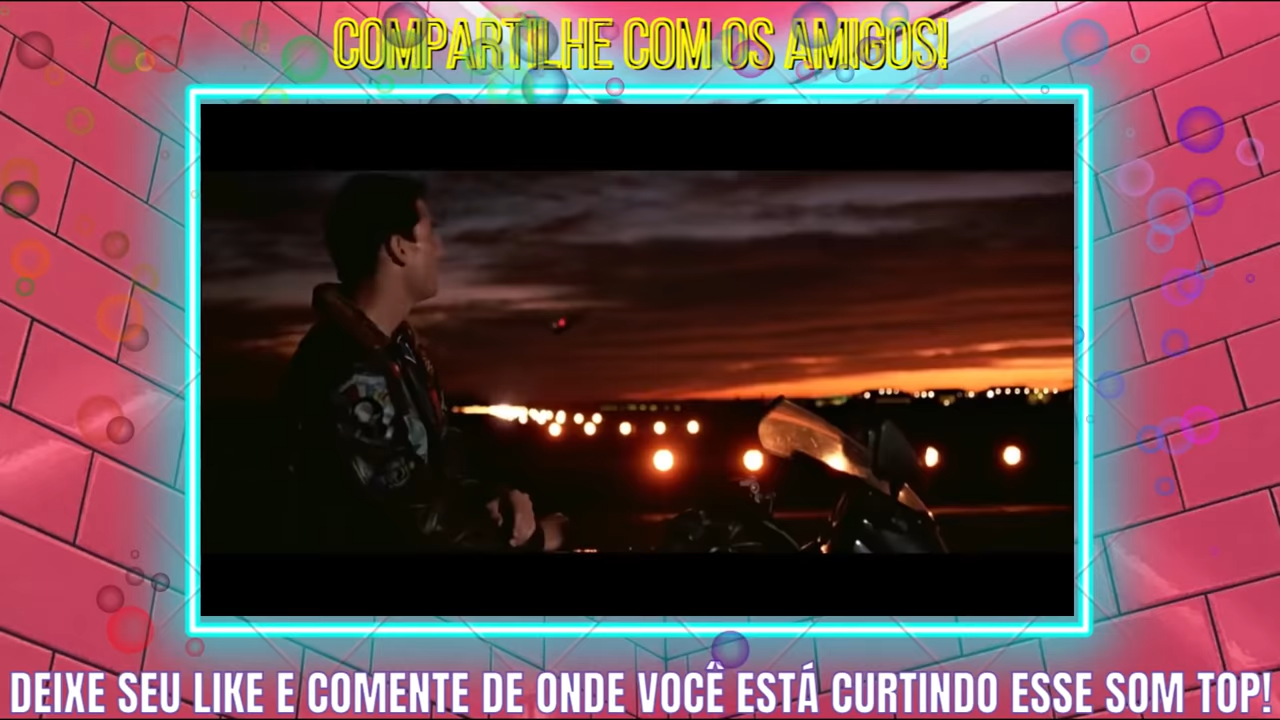 COMPARTILHE COM OS AMIGOS!
DEIXE SEU LIKE E COMENTE DE ONDE VOCÊ ESTÁ CURTINDO ESSE SOM TOP!